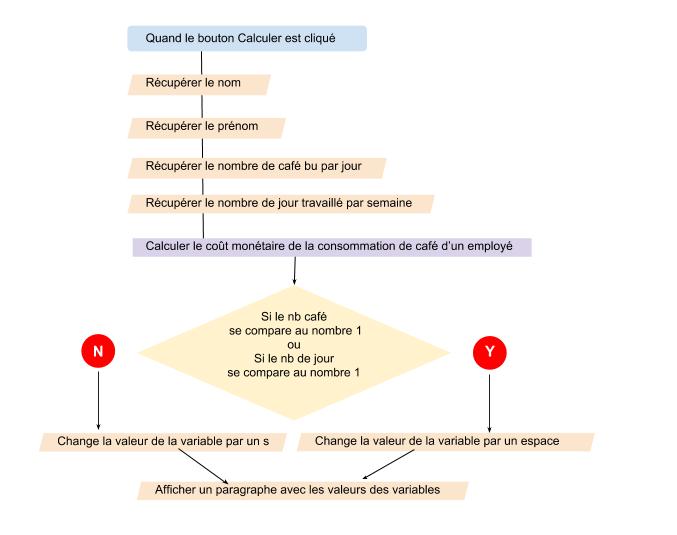 Quand le bouton Calculer est cliqué
Récupérer le nom
Récupérer le prénom
Récupérer le nombre de café bu par jour
Récupérer le nombre de jour travaillé par semaine
Calculer le coût monétaire de la consommation de café d'un employé
Si le nb café
se compare au nombre 1
ou
Si le nb de jour
se compare au nombre 1
N
Y
Change la valeur de la variable par un s
Change la valeur de la variable par un espace
Afficher un paragraphe avec les valeurs des variables